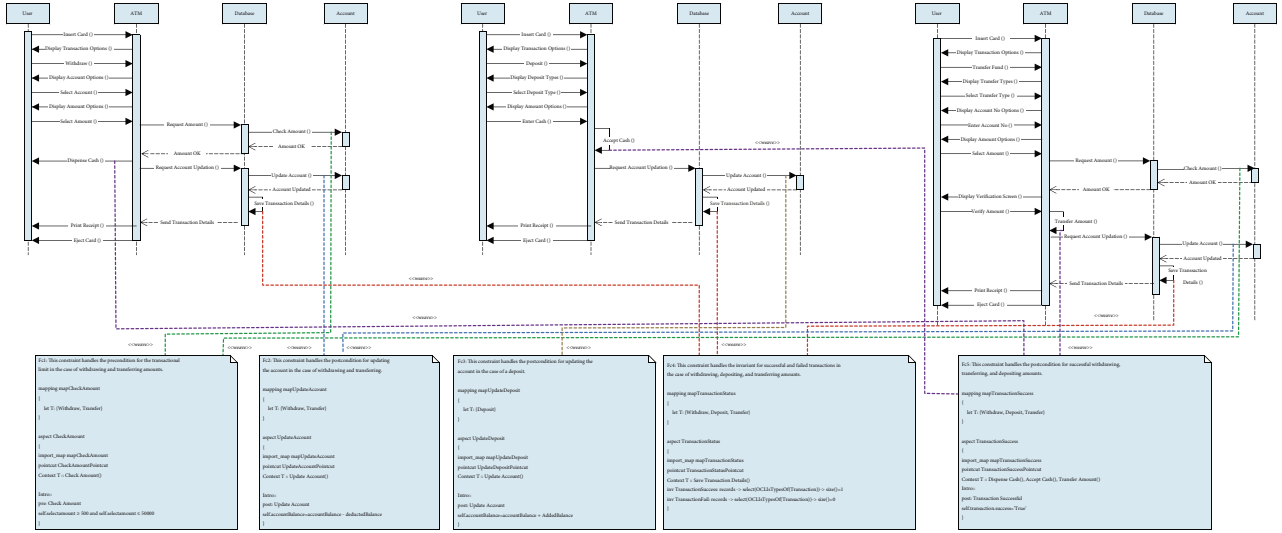 User
ATM
Database
Account
Insert Card ()
Display Transaction Options ()
Withdraw ()
Display Account Options ()
Select Account ()
Display Amount Options ()
Select Amount ()
Request Amount ()
Check Amount ()
Amount OK
Amount OK
Dispense Cash ()
Request Account Updation ()
Update Account ()
Account Updated
Save Transaction Details ()
Send Transaction Details
Print Receipt ()
Eject Card ()
User
ATM
Database
Account
Insert Card ()
Display Transaction Options ()
Deposit ()
Display Deposit Types ()
Select Deposit Type ()
Display Amount Options ()
Enter Cash ()
Accept Cash ()
Request Account Updation ()
Update Account ()
Account Updated
Save Transaction Details ()
Send Transaction Details
Print Receipt ()
Eject Card ()
User
ATM
Database
Account
Insert Card ()
Display Transaction Options ()
Transfer Fund ()
Display Transfer Types ()
Select Transfer Type ()
Display Account No Options ()
Enter Account No ()
Display Amount Options ()
Select Amount ()
Request Amount ()
Check Amount ()
Amount OK
Amount OK
Display Verification Screen ()
Verify Amount ()
Transfer Amount ()
Request Account Updation ()
Update Account ()
Account Updated
Save Transaction
Details ()
Send Transaction Details
Print Receipt ()
Eject Card ()
Ec1: This constraint handles the precondition for the transactional
limit in the case of withdrawing and transferring amounts.
mapping mapCheckAmount
{
let T: {Withdraw, Transfer}
}
aspect CheckAmount
{
import_map mapCheckAmount
pointcut CheckAmountPointcut
Context T = Check Amount()
Intro:
pre: Check Amount
self.selectamount ≥ 500 and self.selectamount ≤ 50000
}
Ec2: This constraint handles the postcondition for updating
the account in the case of withdrawing and transferring.
mapping mapUpdateAccount
{
let T: {Withdraw, Transfer}
}
aspect UpdateAccount
{
import_map mapUpdateAccount
pointcut UpdateAccountPointcut
Context T = Update Account()
Intro:
post: Update Account
self.accountBalance=accountBalance - deductedBalance
}
Ec3: This constraint handles the postcondition for updating the
account in the case of a deposit.
mapping mapUpdateDeposit
{
let T: {Deposit}
}
aspect UpdateDeposit
{
import_map mapUpdateDeposit
pointcut UpdateDepositPointcut
Context T = Update Account()
Intro:
post: Update Account
self.accountBalance=accountBalance + AddedBalance
}
Ec4: This constraint handles the invariant for successful and failed transactions in
the case of withdrawing, depositing, and transferring amounts.
mapping mapTransactionStatus
{
let T: {Withdraw, Deposit, Transfer}
}
aspect TransactionStatus
{
import_map mapTransactionStatus
pointcut TransactionStatusPointcut
Context T = Save Transaction Details()
inv TransactionSuccess: records -> select(OCLIsTypeOf(Transaction))-> size()=1
inv TransactionFail: records -> select(OCLIsTypeOf(Transaction))-> size()=0
}
Ec5: This constraint handles the postcondition for successful withdrawing,
transferring, and depositing amounts.
mapping mapTransactionSuccess
{
let T: {Withdraw, Deposit, Transfer}
}
aspect TransactionSuccess
{
import_map mapTransactionSuccess
pointcut TransactionSuccessPointcut
Context T = Dispense Cash(), Accept Cash(), Transfer Amount()
Intro:
post: Transaction Successful
self.transaction.success='True'
}